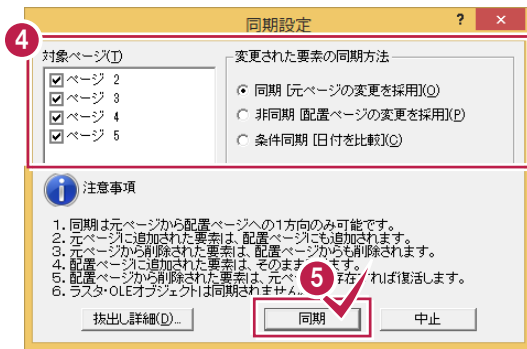 同期設定
? ×
4
対象ページ(T)
ページ 2
ページ 3
ページ 4
ページ 5
変更された要素の同期方法
同期 [元ページの変更を採用](O)
非同期 [配置ページの変更を採用](P)
条件同期 [日付を比較](C)
注意事項
1. 同期は元ページから配置ページへの1方向のみ可能です。
2. 元ページに追加された要素は、配置ページにも追加されます。
3. 元ページから削除された要素は、配置ページからも削除されます。
4. 配置ページに追加された要素は、そのまま ます。
5. 配置ページから削除された要素は、元ペ 存在 れば復活します。
6. ラスタ・OLEオブジェクトは同期されません
5
抜出し詳細(D)...
同期
中止